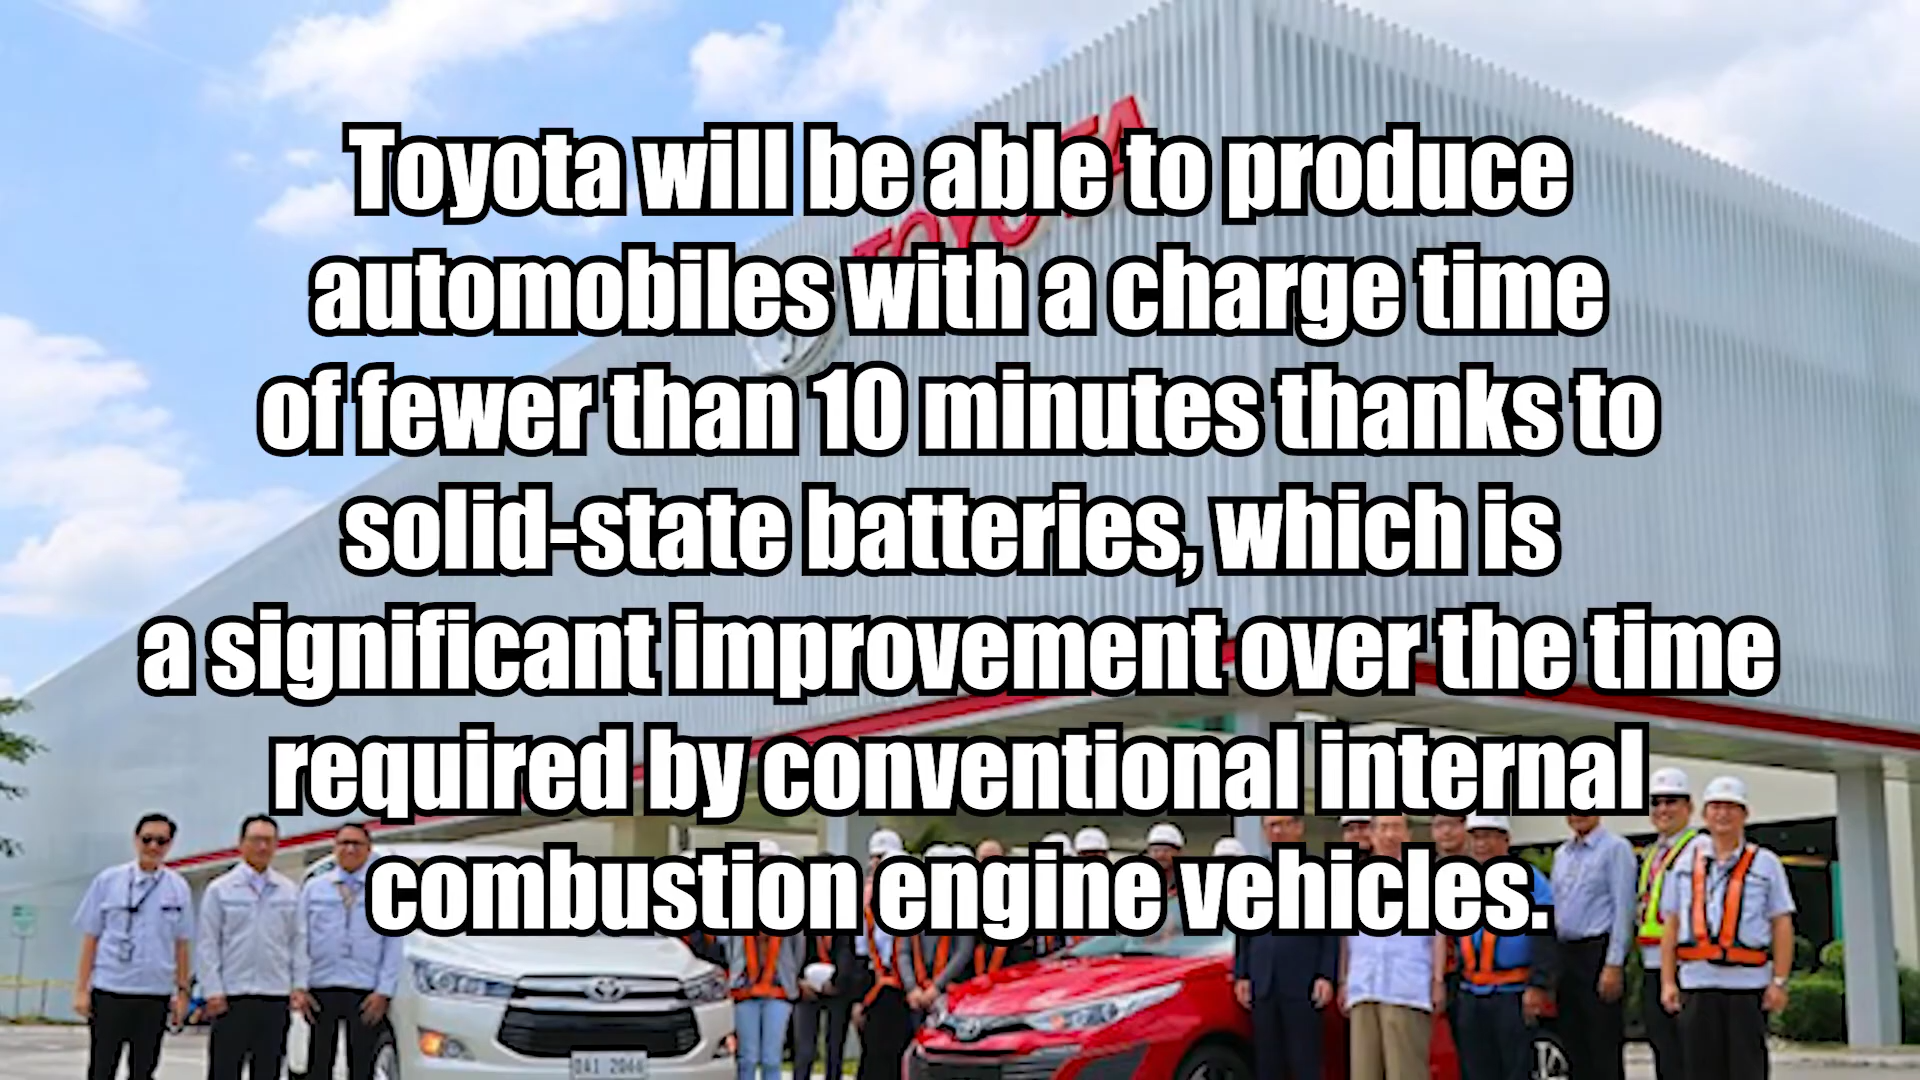 Toyota will be able to produce
automobiles with a charge time
of fewer than 10 minutes thanks to
solid-state batteries, which is
a significant improvement over the time
required by conventional internal
combustion engine vehicles.
TOYOTA